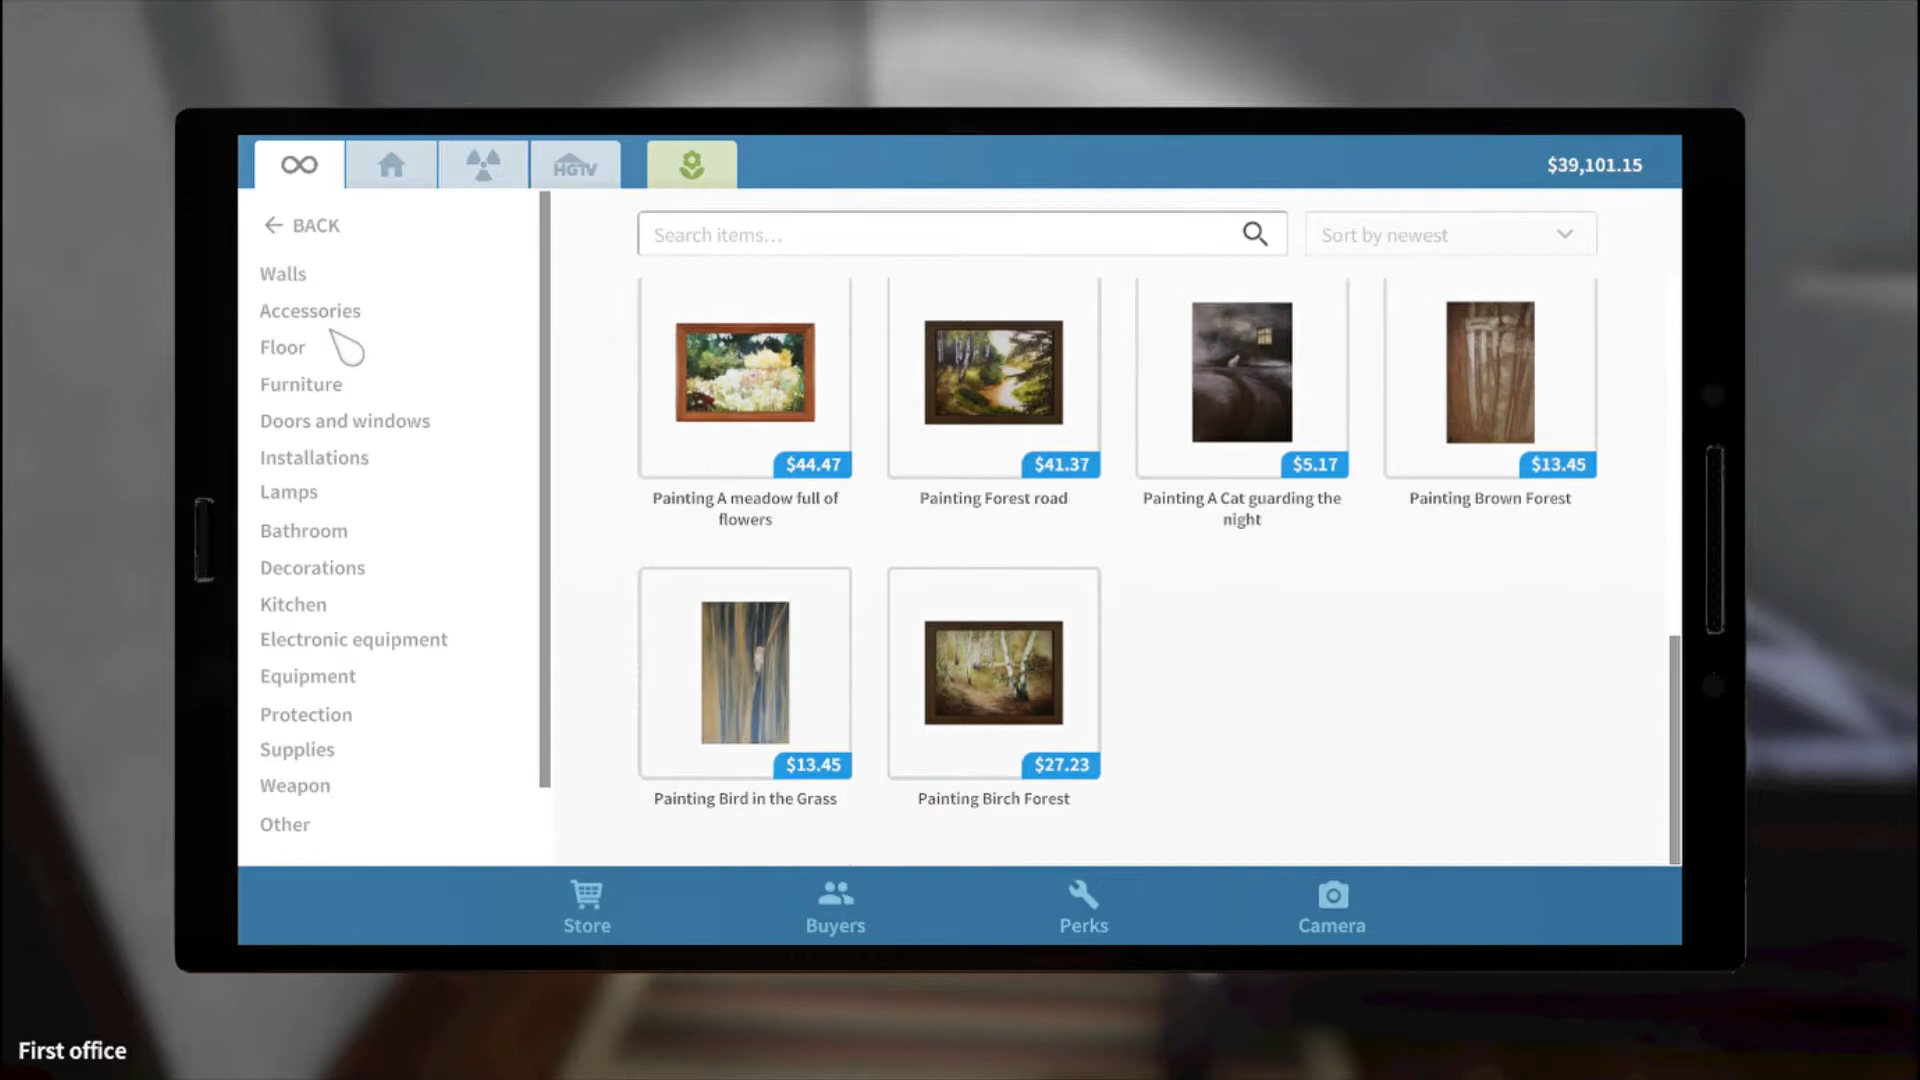 HGTV
$39,101.15
BACK
Search items...
Sort by newest
Walls
Accessories
Floor
Furniture
Doors and windows
Installations
Lamps
Bathroom
Decorations
Kitchen
Electronic equipment
Equipment
Protection
Supplies
Weapon
Other
$44.47
$41.37
$5.17
$13.45
Painting A meadow full of
flowers
Painting Forest road
Painting A Cat guarding the
night
Painting Brown Forest
$13.45
$27.23
Painting Bird in the Grass
Painting Birch Forest
Store
Buyers
Perks
Camera
First office